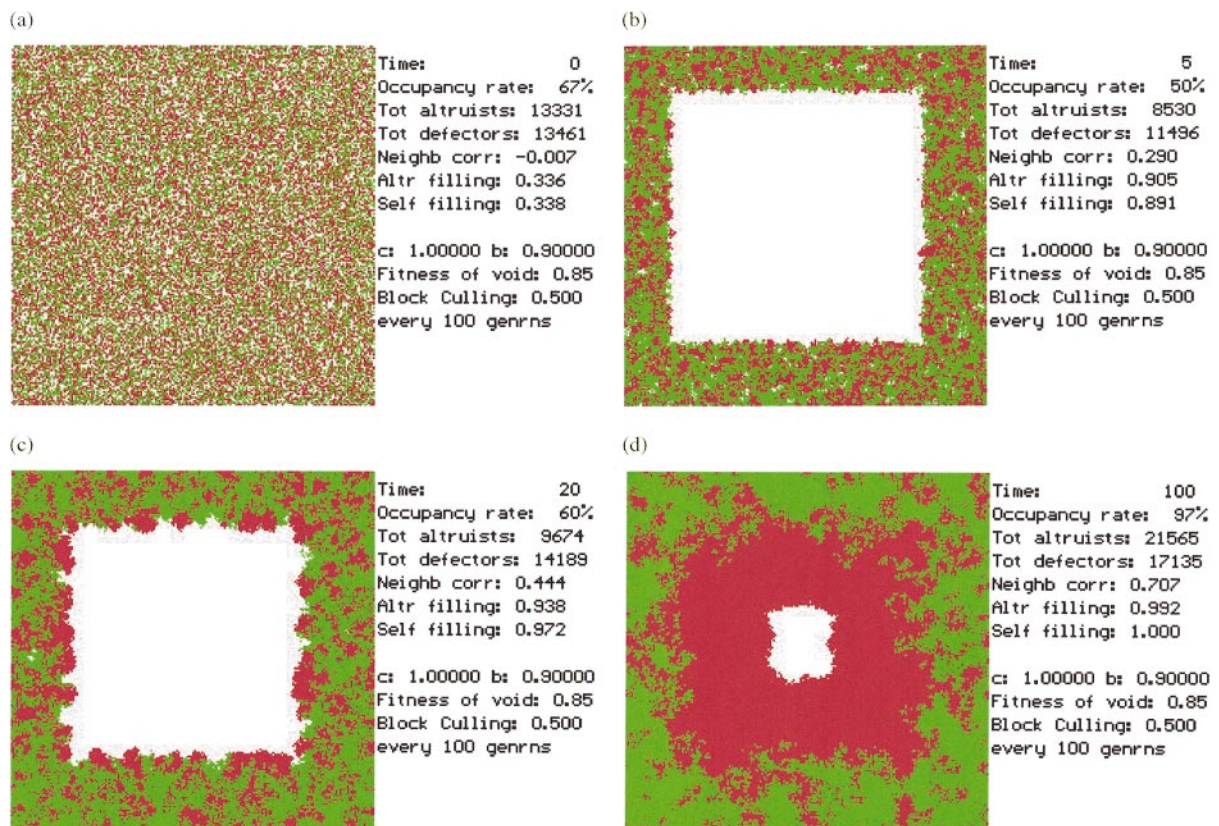 (a)
Time: 0
Occupancy rate: 67%
Tot altruists: 13331
Tot defectors: 13461
Neighb corr: -0.007
Altr filling: 0.336
Self filling: 0.338
c: 1.00000 b: 0.90000
Fitness of void: 0.85
Block Culling: 0.500
every 100 genrns
(b)
Time: 5
Occupancy rate: 50%
Tot altruists: 8530
Tot defectors: 11496
Neighb corr: 0.290
Altr filling: 0.905
Self filling: 0.891
c: 1.00000 b: 0.90000
Fitness of void: 0.85
Block Culling: 0.500
every 100 genrns
(c)
Time: 20
Occupancy rate: 60%
Tot altruists: 9674
Tot defectors: 14189
Neighb corr: 0.444
Altr filling: 0.938
Self filling: 0.972
c: 1.00000 b: 0.90000
Fitness of void: 0.85
Block Culling: 0.500
every 100 genrns
(d)
Time: 100
Occupancy rate: 97%
Tot altruists: 21565
Tot defectors: 17135
Neighb corr: 0.707
Altr filling: 0.992
Self filling: 1.000
c: 1.00000 b: 0.90000
Fitness of void: 0.85
Block Culling: 0.500
every 100 genrns